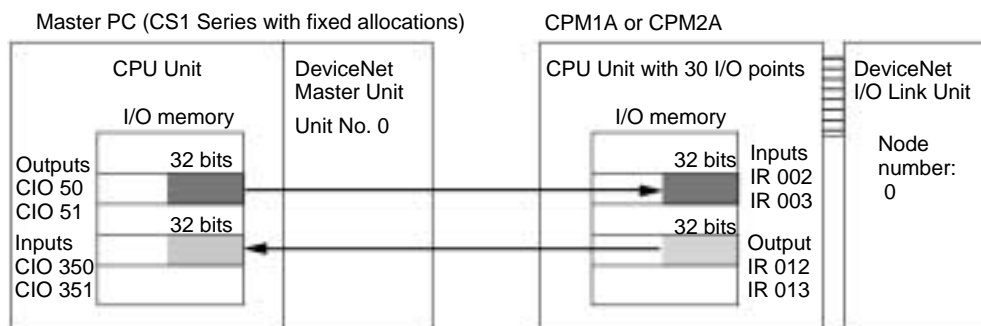 Master PC (CS1 Series with fixed allocations)
CPU Unit
DeviceNet
Master Unit
Unit No. 0
I/O memory
Outputs
CIO 50
CIO 51
32 bits
Inputs
CIO 350
CIO 351
32 bits
CPM1A or CPM2A
CPU Unit with 30 I/O points
I/O memory
32 bits
Inputs
IR 002
IR 003
32 bits
Output
IR 012
IR 013
DeviceNet
I/O Link Unit
Node
number:
0